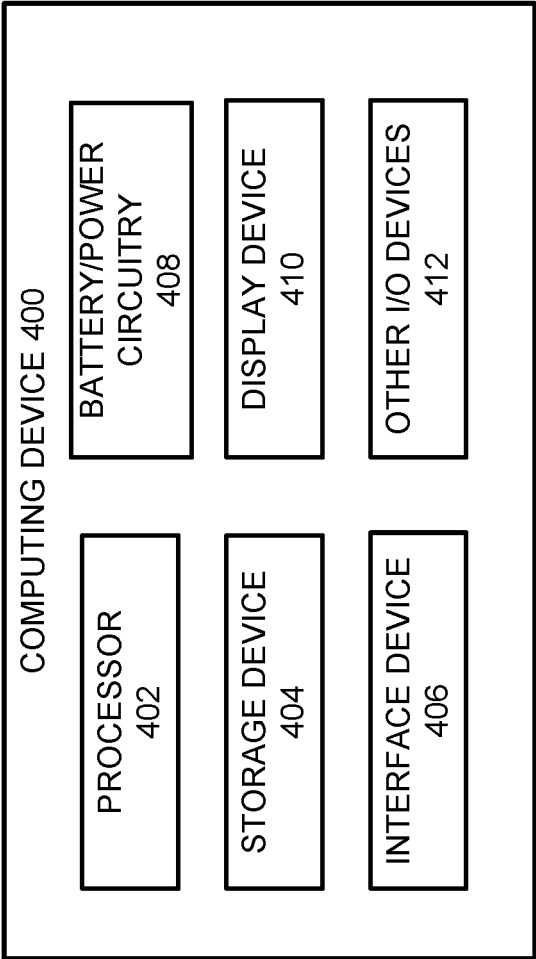 COMPUTING DEVICE 400
PROCESSOR
402
BATTERY/POWER
CIRCUITRY
408
STORAGE DEVICE
404
DISPLAY DEVICE
410
INTERFACE DEVICE
406
OTHER I/O DEVICES
412